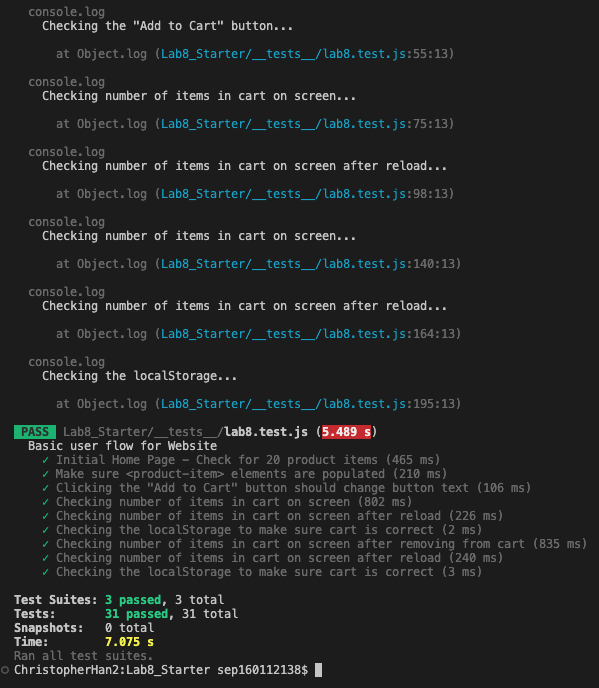 console.log
Checking the "Add to Cart" button...
at Object.log (Lab8_Starter/__tests__/lab8.test.js:55:13)
console.log
Checking number of items in cart on screen...
at Object.log (Lab8_Starter/__tests__/lab8.test.js:75:13)
console.log
Checking number of items in cart on screen after reload...
at Object.log (Lab8_Starter/__tests__/lab8.test.js:98:13)
console.log
Checking number of items in cart on screen...
at Object.log (Lab8_Starter/__tests__/lab8.test.js:140:13)
console.log
Checking number of items in cart on screen after reload...
at Object.log (Lab8_Starter/__tests__/lab8.test.js:164:13)
console.log
Checking the localStorage...
at Object.log (Lab8_Starter/__tests__/lab8.test.js:195:13)
PASS Lab8_Starter/__tests__/lab8.test.js (5.489 s)
Basic user flow for Website
✓ Initial Home Page - Check for 20 product items (465 ms)
✓ Make sure <product-item> elements are populated (210 ms)
✓ Clicking the "Add to Cart" button should change button text (106 ms)
✓ Checking number of items in cart on screen (802 ms)
✓ Checking number of items in cart on screen after reload (226 ms)
✓ Checking the localStorage to make sure cart is correct (2 ms)
✓ Checking number of items in cart on screen after removing from cart (835 ms)
✓ Checking number of items in cart on screen after reload (240 ms)
✓ Checking the localStorage to make sure cart is correct (3 ms)
Test Suites: 3 passed, 3 total
Tests: 31 passed, 31 total
Snapshots: 0 total
Time: 7.075 s
Ran all test suites.
ChristopherHan2:Lab8_Starter sep160112138$